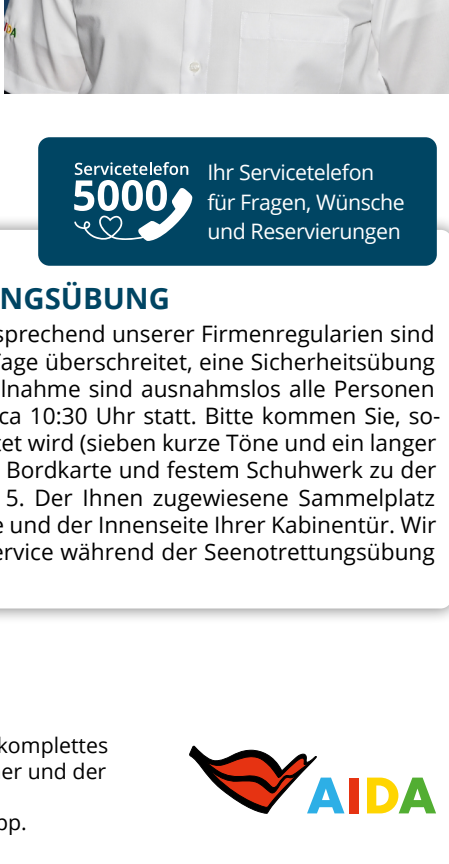 Servicetelefon
5000
Ihr Servicetelefon
für Fragen, Wünsche
und Reservierungen
NGSÜBUNG
sprechend unserer Firmenregularien sind
age überschreitet, eine Sicherheitsübung
lnahme sind ausnahmslos alle Personen
ca 10:30 Uhr statt. Bitte kommen Sie, so-
tet wird (sieben kurze Töne und ein langer
Bordkarte und festem Schuhwerk zu der
5. Der Ihnen zugewiesene Sammelplatz
e und der Innenseite Ihrer Kabinentür. Wir
ervice während der Seenotrettungsübung
komplettes
er und der
pp.
AIDA